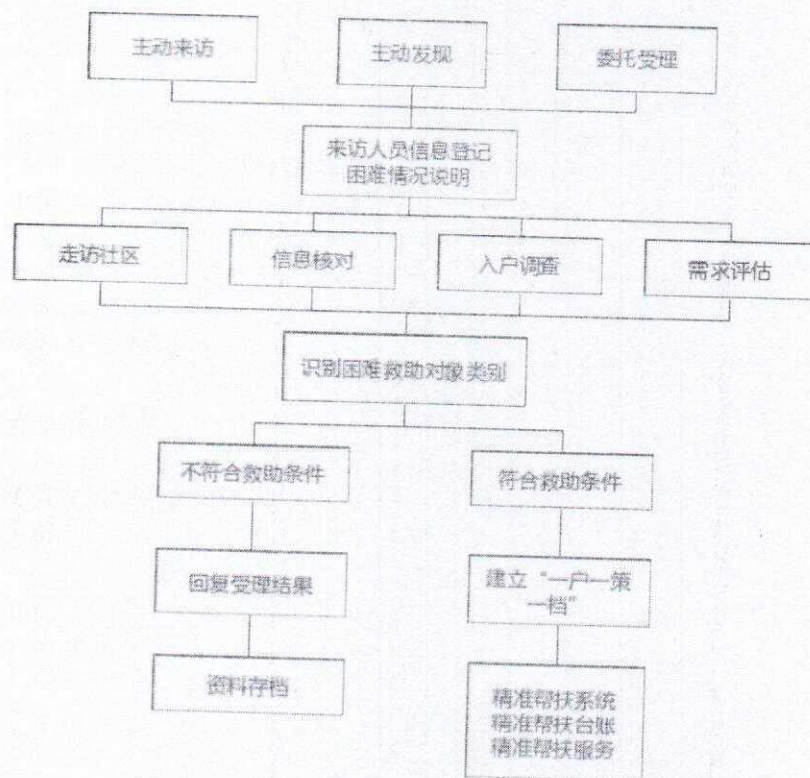 主动来访
主动发现
委托受理
来访人员信息登记
困难情况说明
走访社区
信息核对
入户调查
需求评估
识别困难救助对象类别
不符合救助条件
符合救助条件
回复受理结果
建立“一户一策
一档”
资料存档
精准帮扶系统
精准帮扶台账
精准帮扶服务